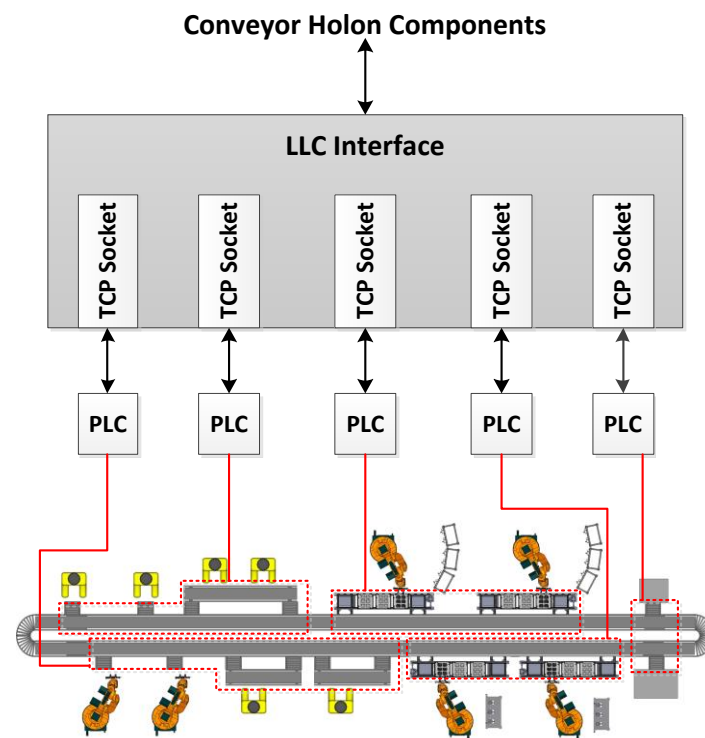 Conveyor Holon Components
LLC Interface
TCP Socket
TCP Socket
TCP Socket
TCP Socket
TCP Socket
PLC
PLC
PLC
PLC
PLC